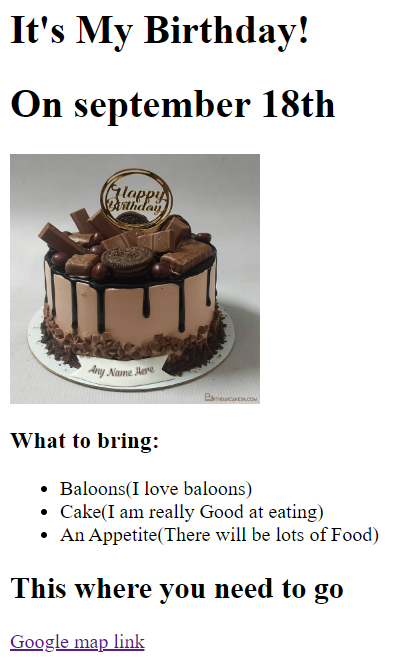 It's My Birthday!
On september 18th
Happy
Birthday
Any Name Here
What to bring:
Baloons(I love baloons)
Cake(I am really Good at eating)
An Appetite(There will be lots of Food)
This where you need to go
Google map link